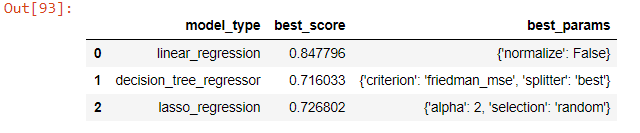 Out[93]:
model_type best_score best_params
0 linear_regression 0.847796 {'normalize': False}
1 decision_tree_regressor 0.716033 {'criterion': 'friedman_mse', 'splitter': 'best'}
2 lasso_regression 0.726802 {'alpha': 2, 'selection': 'random'}